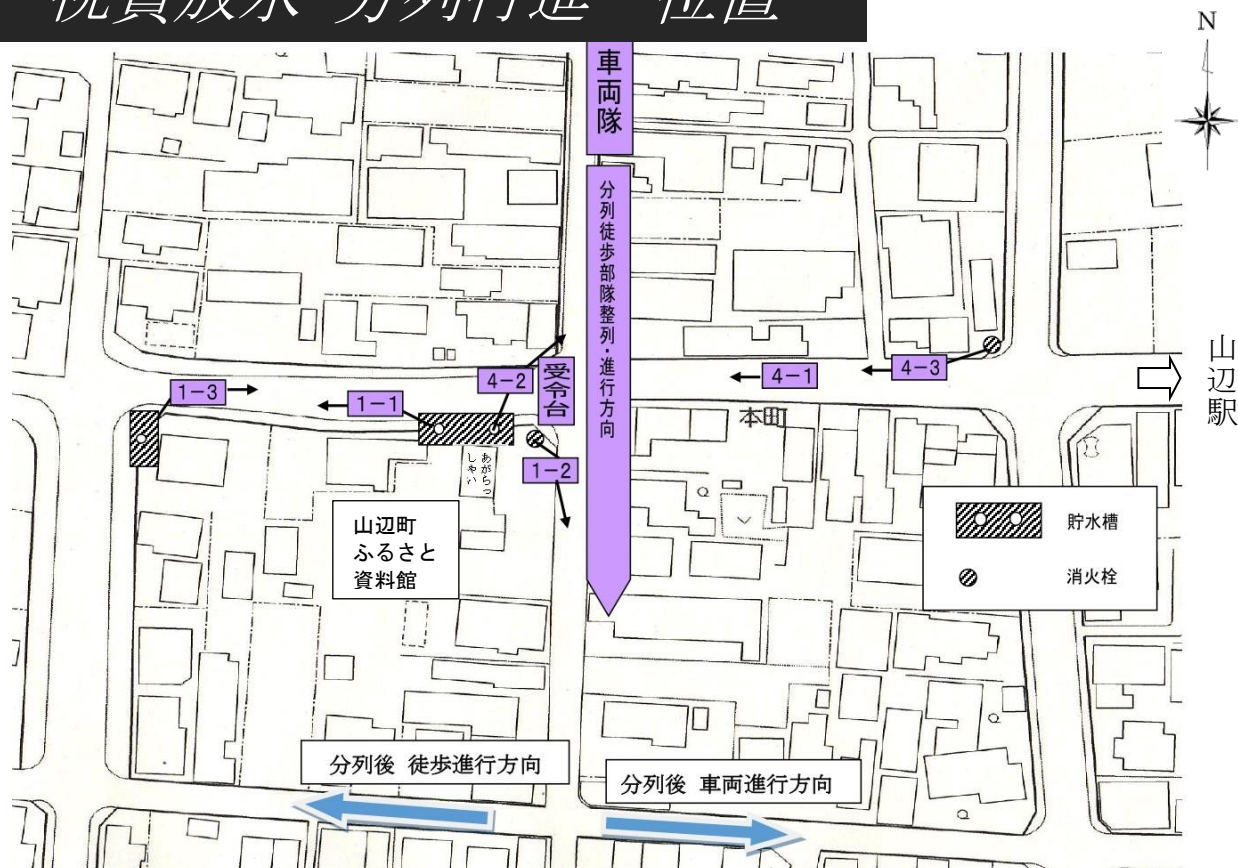 祝賀放水 分列行進 位置
N
車両隊
分列徒歩部隊整列・進行方向
山辺駅
受令台
1-3
1-1
4-2
4-1
4-3
本町
1-2
あがらっ
しゃい
山辺町
ふるさと
資料館
貯水槽
消火栓
分列後 徒歩進行方向
分列後 車両進行方向